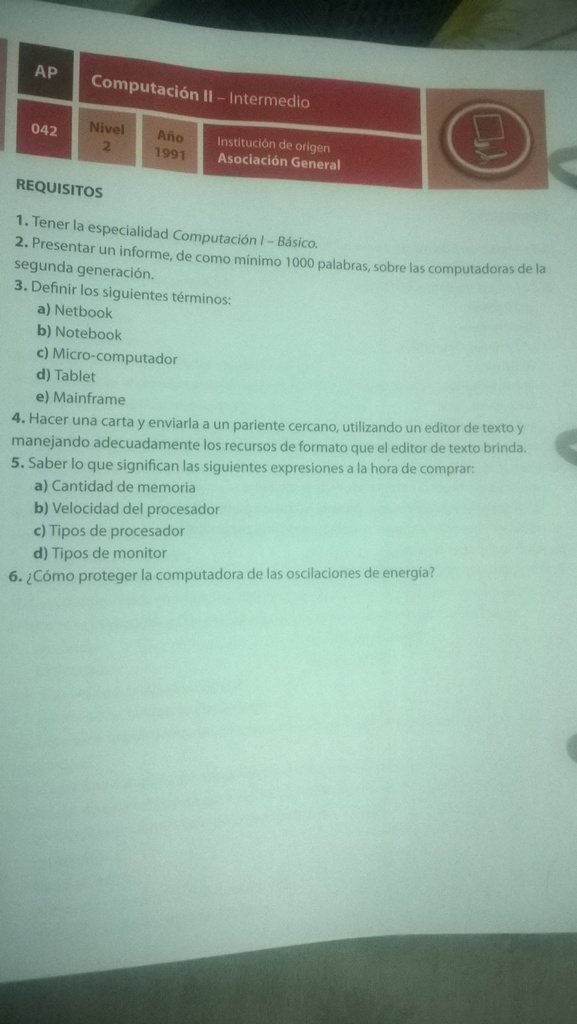 AP
Computación II – Intermedio
042
Nivel
2
Año
1991
Institución de origen
Asociación General
REQUISITOS
1. Tener la especialidad Computación I – Básico.
2. Presentar un informe, de como mínimo 1000 palabras, sobre las computadoras de la
segunda generación.
3. Definir los siguientes términos:
a) Netbook
b) Notebook
c) Micro-computador
d) Tablet
e) Mainframe
4. Hacer una carta y enviarla a un pariente cercano, utilizando un editor de texto y
manejando adecuadamente los recursos de formato que el editor de texto brinda.
5. Saber lo que significan las siguientes expresiones a la hora de comprar:
a) Cantidad de memoria
b) Velocidad del procesador
c) Tipos de procesador
d) Tipos de monitor
6. ¿Cómo proteger la computadora de las oscilaciones de energía?